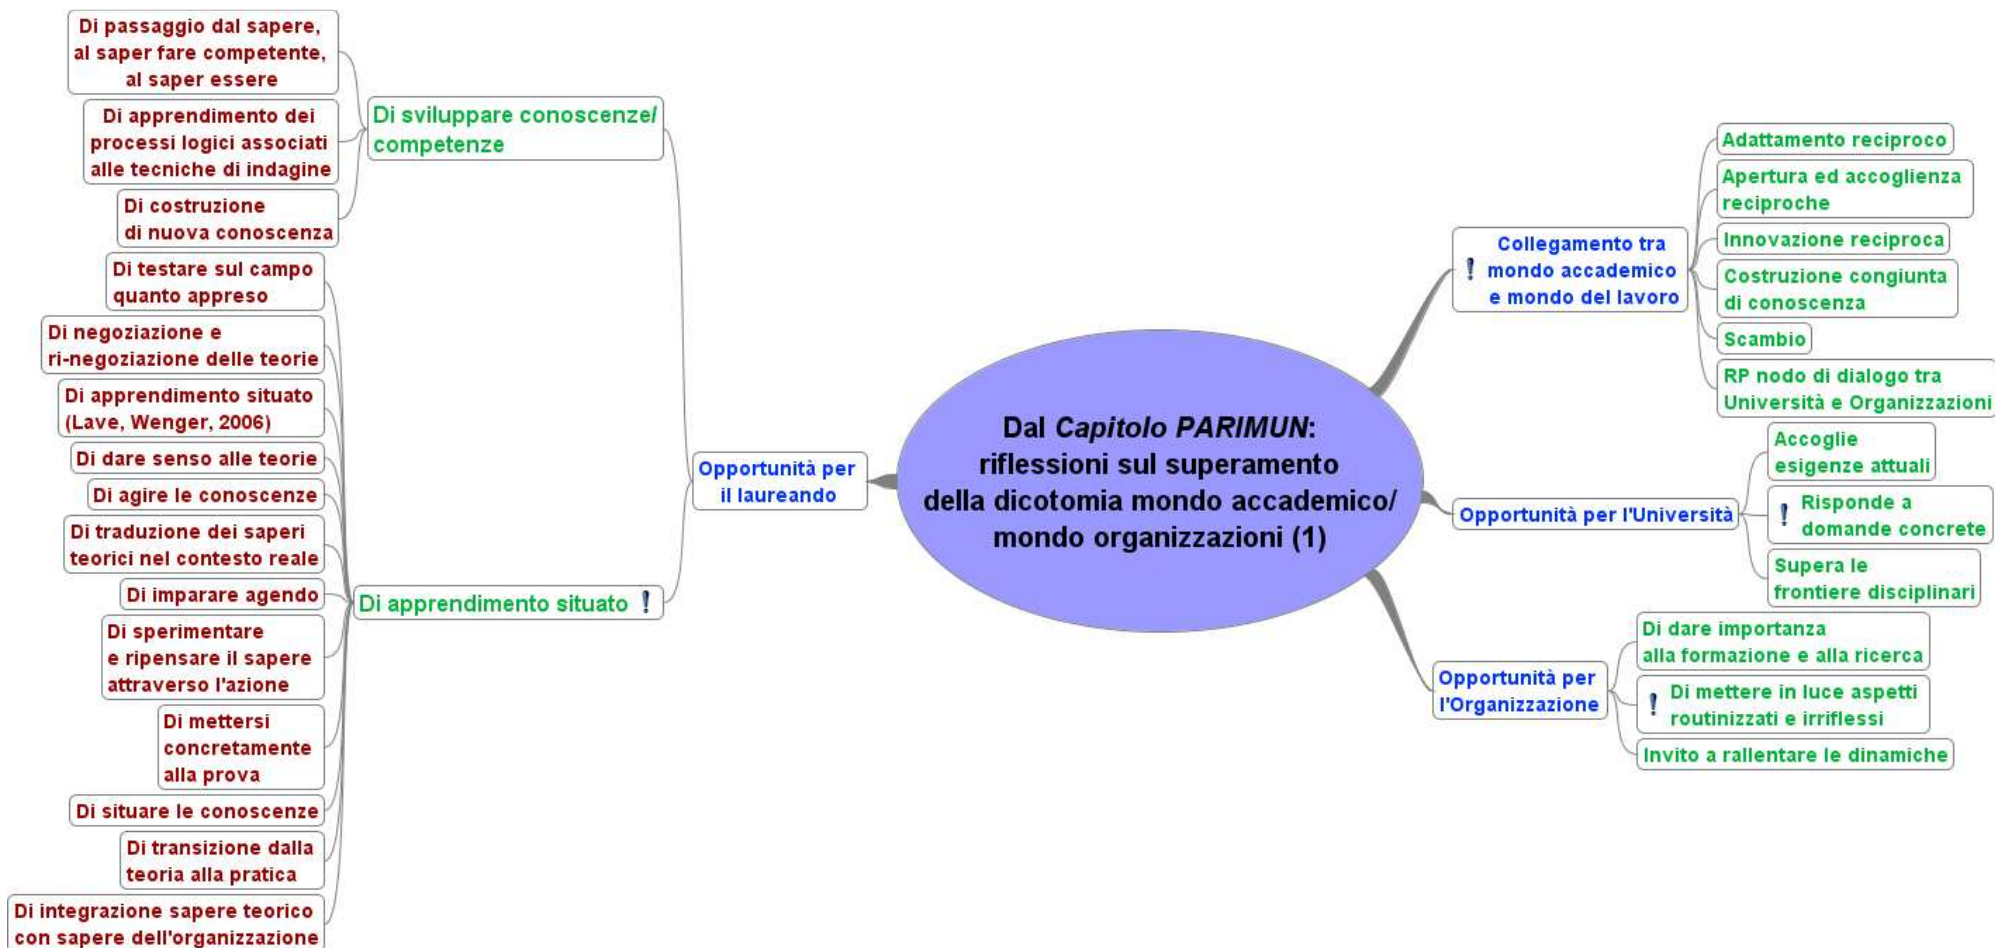 Di passaggio dal sapere,
al saper fare competente,
al saper essere
Di apprendimento dei
processi logici associati
alle tecniche di indagine
Di costruzione
di nuova conoscenza
Di sviluppare conoscenze/
competenze
Di testare sul campo
quanto appreso
Di negoziazione e
ri-negoziazione delle teorie
Di apprendimento situato
(Lave, Wenger, 2006)
Di dare senso alle teorie
Di agire le conoscenze
Di traduzione dei saperi
teorici nel contesto reale
Di imparare agendo
Di sperimentare
e ripensare il sapere
attraverso l'azione
Di mettersi
concretamente
alla prova
Di situare le conoscenze
Di transizione dalla
teoria alla pratica
Di integrazione sapere teorico
con sapere dell'organizzazione
Di apprendimento situato !
Opportunità per
il laureando
Dal Capitolo PARIMUN:
riflessioni sul superamento
della dicotomia mondo accademico/
mondo organizzazioni (1)
Collegamento tra
! mondo accademico
e mondo del lavoro
Adattamento reciproco
Apertura ed accoglienza
reciproche
Innovazione reciproca
Costruzione congiunta
di conoscenza
Scambio
RP nodo di dialogo tra
Università e Organizzazioni
Opportunità per l'Università
Accoglie
esigenze attuali
! Risponde a
domande concrete
Supera le
frontiere disciplinari
Opportunità per
l'Organizzazione
Di dare importanza
alla formazione e alla ricerca
! Di mettere in luce aspetti
routinizzati e irriflessi
Invito a rallentare le dinamiche